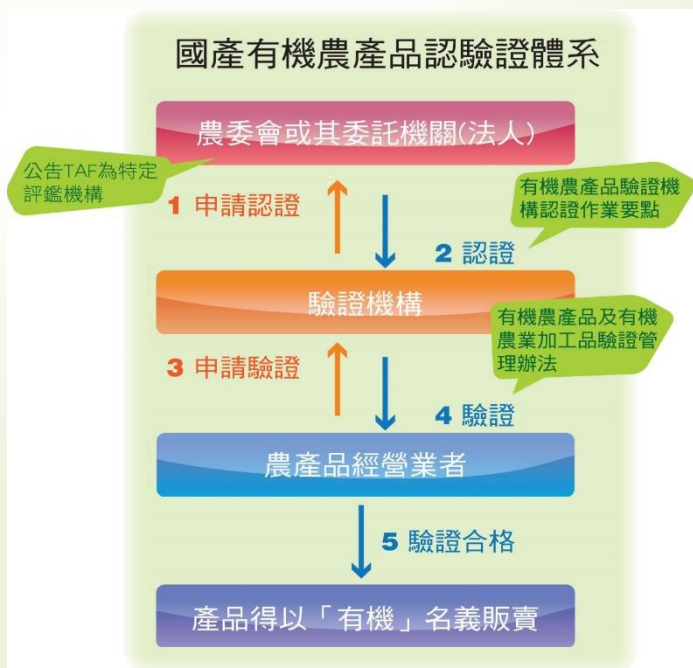 國產有機農產品認驗證體系
農委會或其委託機關(法人)
公告TAF為特定
評鑑機構
1 申請認證
有機農產品驗證機
構認證作業要點
2 認證
驗證機構
有機農產品及有機
農業加工品驗證管
理辦法
3 申請驗證
4 驗證
農產品經營業者
5 驗證合格
產品得以「有機」名義販賣